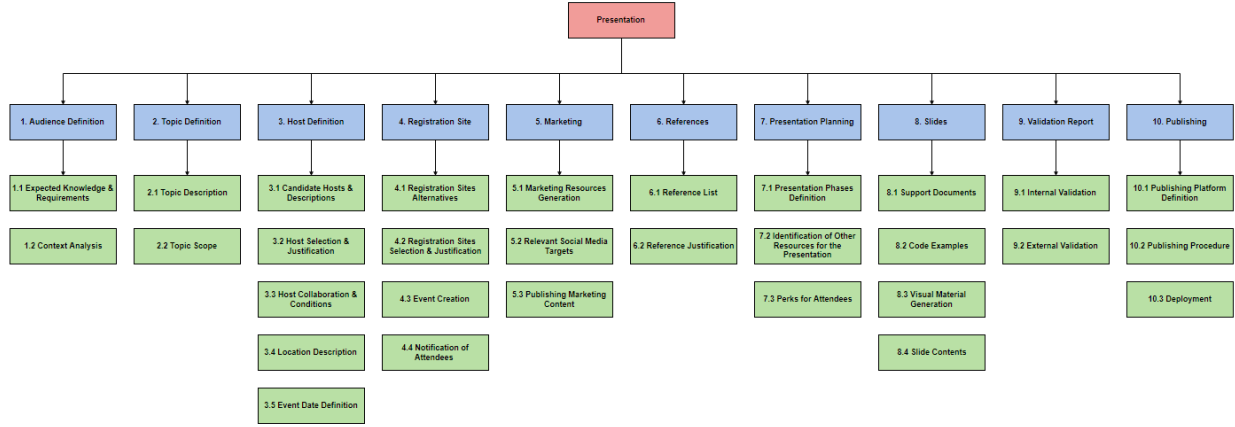 Presentation
1. Audience Definition
2. Topic Definition
3. Host Definition
4. Registration Site
5. Marketing
6. References
7. Presentation Planning
8. Slides
9. Validation Report
10. Publishing
1.1 Expected Knowledge &
Requirements
1.2 Context Analysis
2.1 Topic Description
2.2 Topic Scope
3.1 Candidate Hosts &
Descriptions
3.2 Host Selection &
Justification
3.3 Host Collaboration &
Conditions
3.4 Location Description
3.5 Event Date Definition
4.1 Registration Sites
Alternatives
4.2 Registration Sites
Selection & Justification
4.3 Event Creation
4.4 Notification of
Attendees
5.1 Marketing Resources
Generation
5.2 Relevant Social Media
Targets
5.3 Publishing Marketing
Content
6.1 Reference List
6.2 Reference Justification
7.1 Presentation Phases
Definition
7.2 Identification of Other
Resources for the
Presentation
7.3 Perks for Attendees
8.1 Support Documents
8.2 Code Examples
8.3 Visual Material
Generation
8.4 Slide Contents
9.1 Internal Validation
9.2 External Validation
10.1 Publishing Platform
Definition
10.2 Publishing Procedure
10.3 Deployment